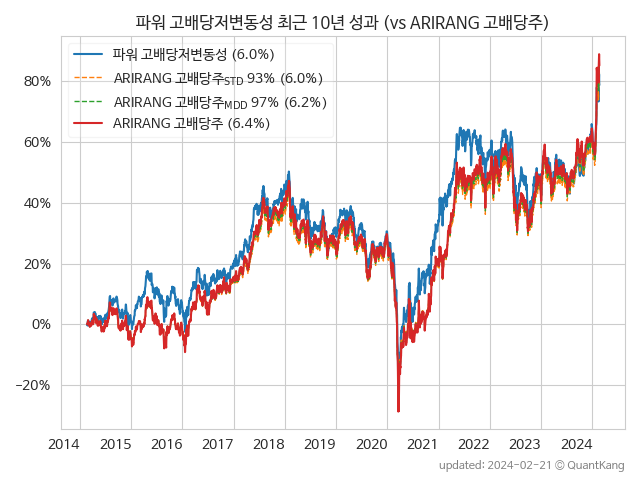 파워 고배당저변동성 최근 10년 성과 (vs ARIRANG 고배당주)
파워 고배당저변동성 (6.0%)
ARIRANG 고배당주STD 93% (6.0%)
ARIRANG 고배당주MDD 97% (6.2%)
ARIRANG 고배당주 (6.4%)
80%
60%
40%
20%
0%
−20%
2014 2015 2016 2017 2018 2019 2020 2021 2022 2023 2024
updated: 2024-02-21 © QuantKang